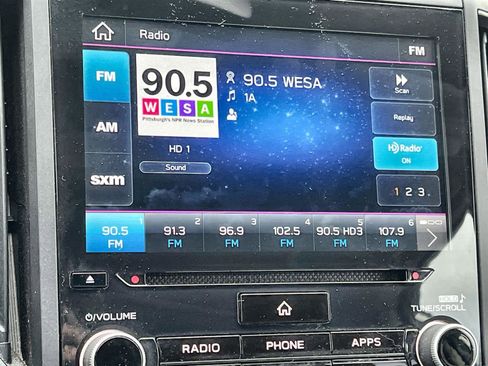 Radio
FM
FM
90.5
WESA
Pittsburgh's NPR News Station
90.5 WESA
1A
Scan
AM
Replay
HD 1
HD Radio®
ON
Sound
sxm
1 2 3.
1 2 3 4 5 6
90.5 91.3 96.9 102.5 90.5 HD3 107.9
FM FM FM FM FM FM
HOLD
/VOLUME
TUNE/SCROLL
RADIO PHONE APPS